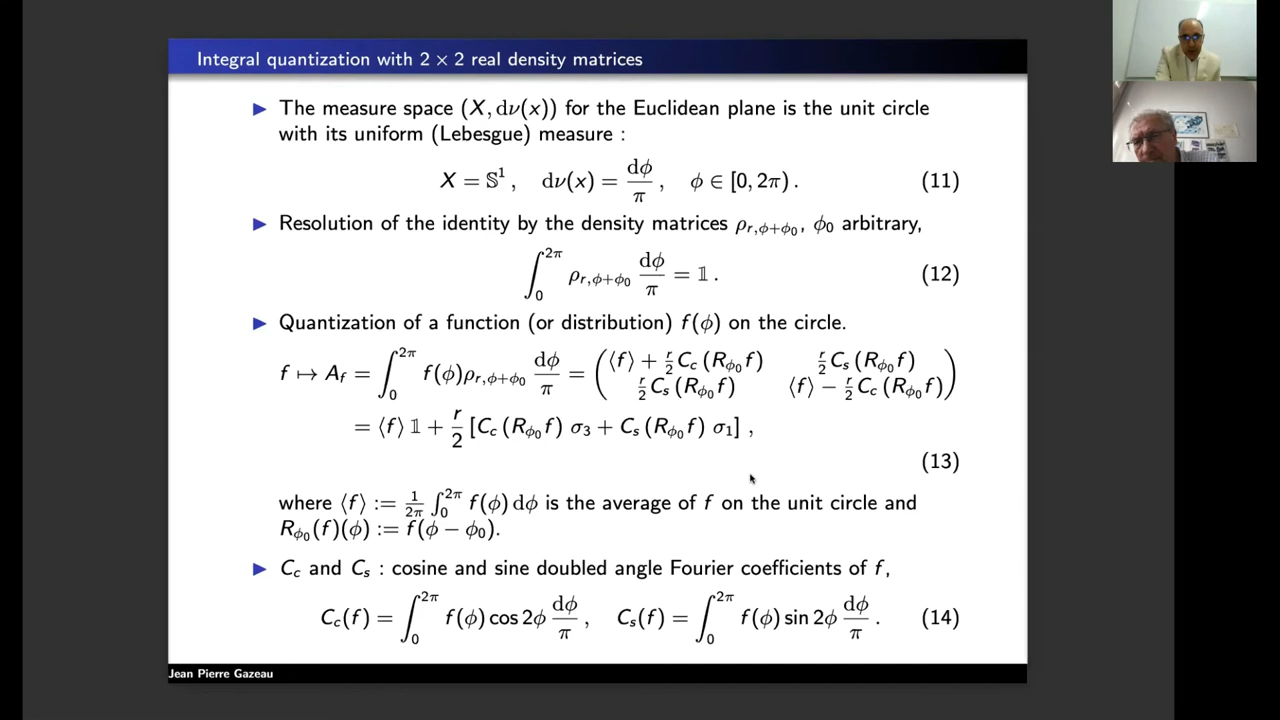 Integral quantization with 2 × 2 real density matrices
▶ The measure space (X, dν(x)) for the Euclidean plane is the unit circle
with its uniform (Lebesgue) measure :
X = 𝕊¹ , dν(x) = dϕ/π , ϕ ∈ [0, 2π) . (11)
▶ Resolution of the identity by the density matrices ρ_{r,ϕ+ϕ₀}, ϕ₀ arbitrary,
∫₀^{2π} ρ_{r,ϕ+ϕ₀} dϕ/π = 𝟙 . (12)
▶ Quantization of a function (or distribution) f(ϕ) on the circle.
f ↦ A_f = ∫₀^{2π} f(ϕ)ρ_{r,ϕ+ϕ₀} dϕ/π = ( ⟨f⟩ + r/2 C_c (R_{ϕ₀}f) r/2 C_s (R_{ϕ₀}f)
r/2 C_s (R_{ϕ₀}f) ⟨f⟩ − r/2 C_c (R_{ϕ₀}f) )
= ⟨f⟩ 𝟙 + r/2 [C_c (R_{ϕ₀}f) σ₃ + C_s (R_{ϕ₀}f) σ₁] ,
(13)
where ⟨f⟩ := 1/2π ∫₀^{2π} f(ϕ) dϕ is the average of f on the unit circle and
R_{ϕ₀}(f)(ϕ) := f(ϕ − ϕ₀).
▶ C_c and C_s : cosine and sine doubled angle Fourier coefficients of f,
C_c(f) = ∫₀^{2π} f(ϕ) cos 2ϕ dϕ/π , C_s(f) = ∫₀^{2π} f(ϕ) sin 2ϕ dϕ/π . (14)
Jean Pierre Gazeau